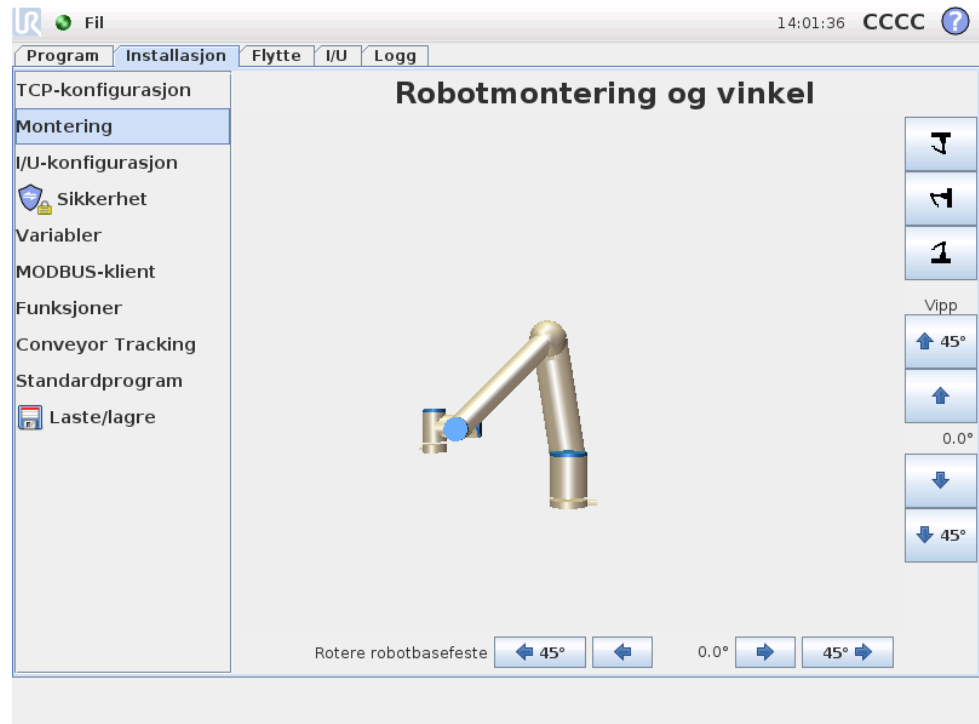 UR Fil 14:01:36 CCCC ?
Program Installasjon Flytte I/U Logg
TCP-konfigurasjon
Montering
I/U-konfigurasjon
Sikkerhet
Variabler
MODBUS-klient
Funksjoner
Conveyor Tracking
Standardprogram
Laste/lagre
Robotmontering og vinkel
Vipp
45°
0.0°
45°
Rotere robotbasefeste 45° 0.0° 45°